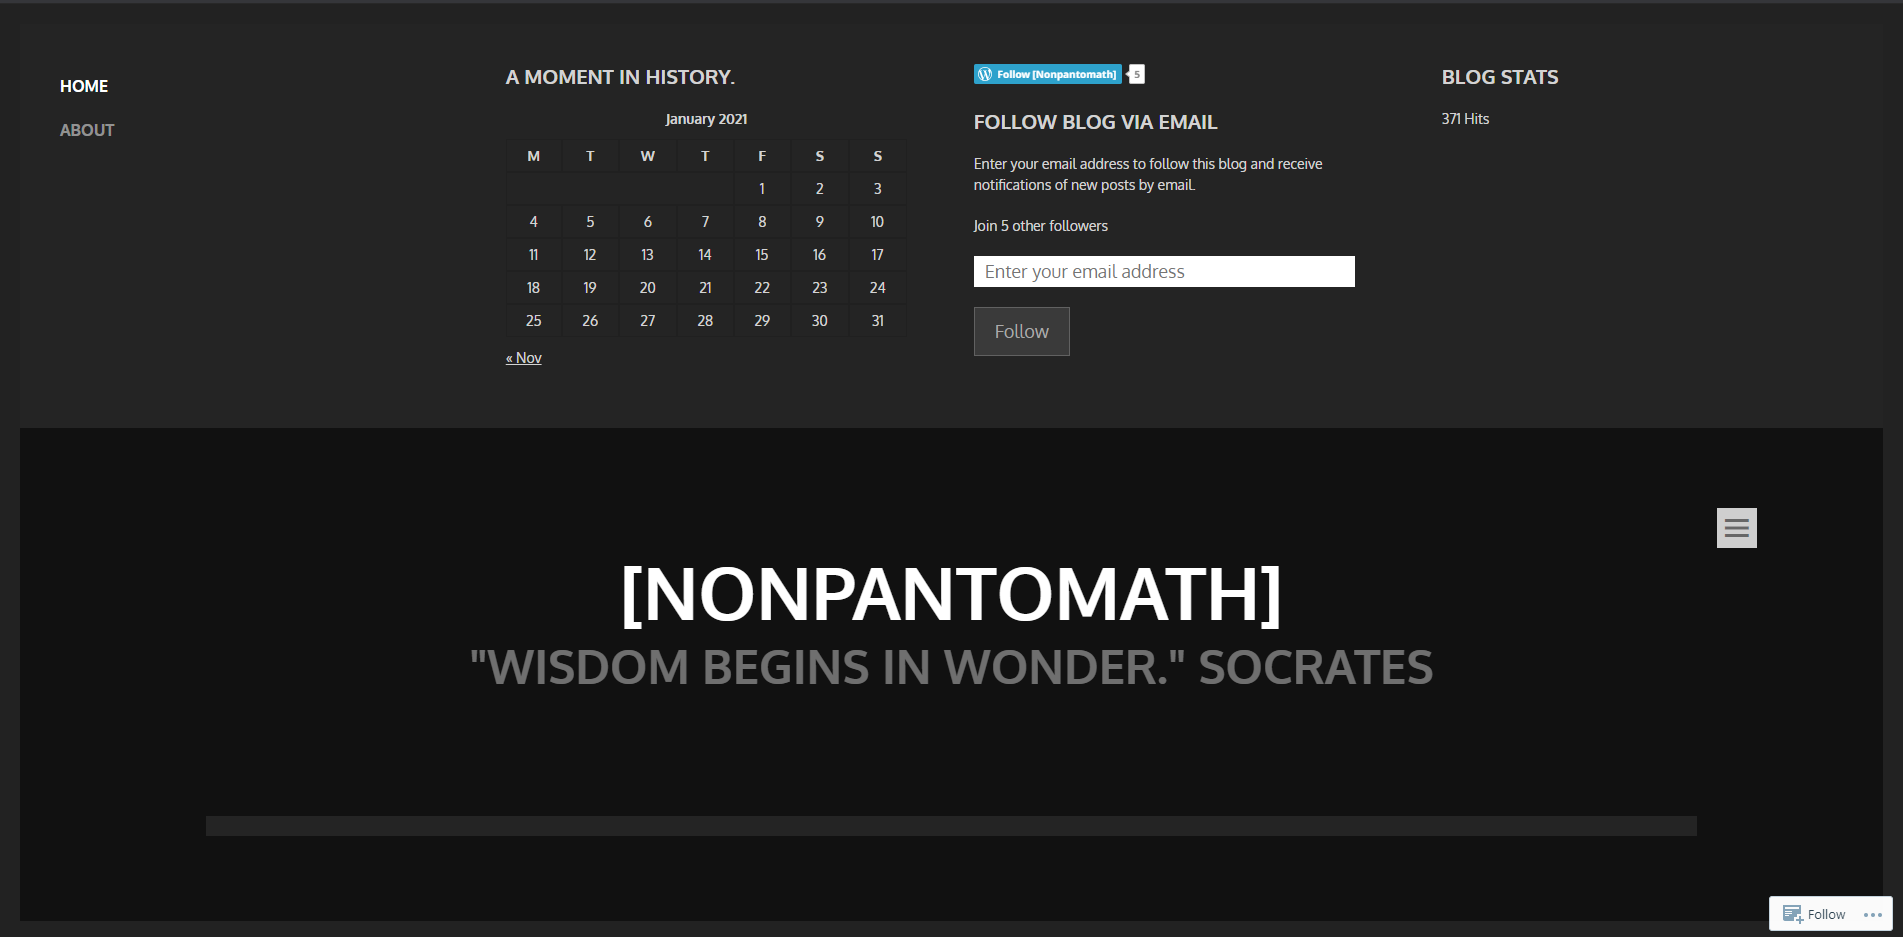 HOME
ABOUT
A MOMENT IN HISTORY.
January 2021
M T W T F S S
1 2 3
4 5 6 7 8 9 10
11 12 13 14 15 16 17
18 19 20 21 22 23 24
25 26 27 28 29 30 31
« Nov
Follow [Nonpantomath] 5
FOLLOW BLOG VIA EMAIL
Enter your email address to follow this blog and receive
notifications of new posts by email.
Join 5 other followers
Enter your email address
Follow
BLOG STATS
371 Hits
[NONPANTOMATH]
"WISDOM BEGINS IN WONDER." SOCRATES
Follow